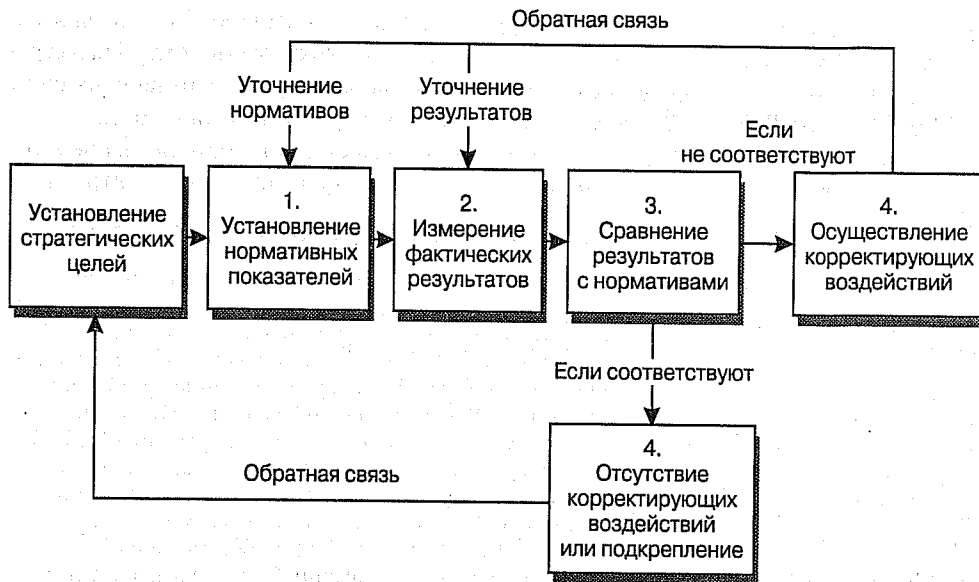 Обратная связь
Уточнение
нормативов
Уточнение
результатов
Если
не соответствуют
Установление
стратегических
целей
1.
Установление
нормативных
показателей
2.
Измерение
фактических
результатов
3.
Сравнение
результатов
с нормативами
4.
Осуществление
корректирующих
воздействий
Если соответствуют
Обратная связь
4.
Отсутствие
корректирующих
воздействий
или подкрепление